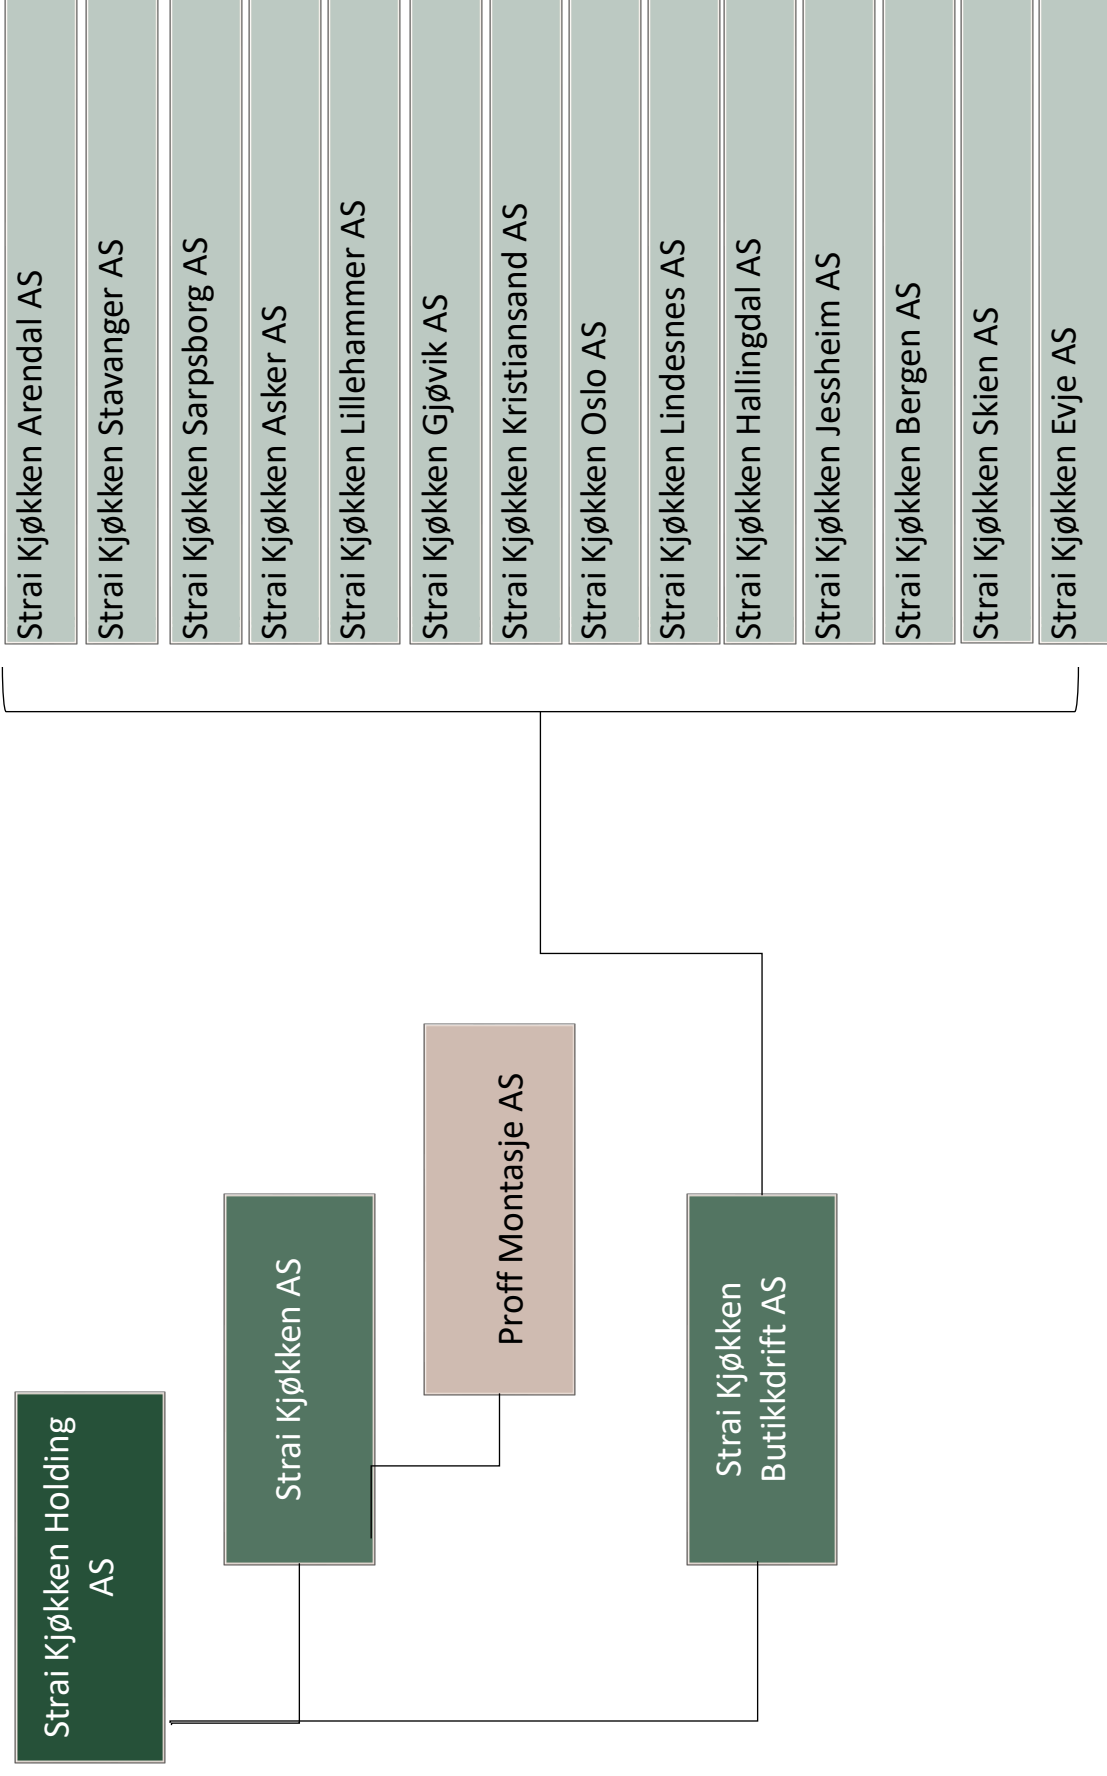 Strai Kjøkken Holding
AS
Strai Kjøkken AS
Proff Montasje AS
Strai Kjøkken
Butikkdrift AS
Strai Kjøkken Arendal AS
Strai Kjøkken Stavanger AS
Strai Kjøkken Sarpsborg AS
Strai Kjøkken Asker AS
Strai Kjøkken Lillehammer AS
Strai Kjøkken Gjøvik AS
Strai Kjøkken Kristiansand AS
Strai Kjøkken Oslo AS
Strai Kjøkken Lindesnes AS
Strai Kjøkken Hallingdal AS
Strai Kjøkken Jessheim AS
Strai Kjøkken Bergen AS
Strai Kjøkken Skien AS
Strai Kjøkken Evje AS